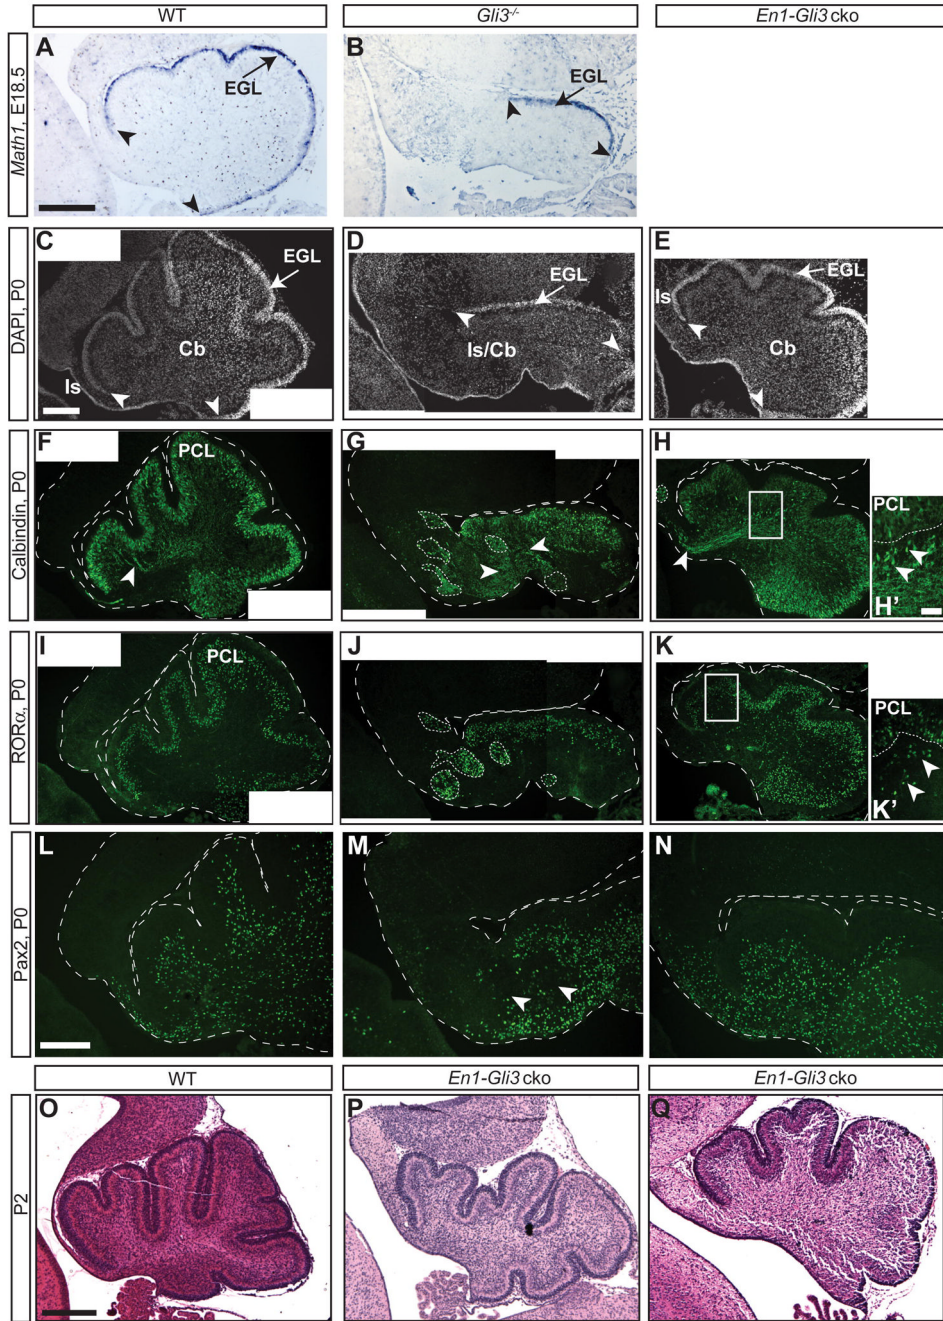 WT
Gli3-/-
En1-Gli3 cko
Math1, E18.5
A
EGL
B
EGL
DAPI, P0
C
EGL
Cb
Is
D
EGL
Is/Cb
E
EGL
Is
Cb
Calbindin, P0
F
PCL
G
H
PCL
H'
RORα, P0
I
PCL
J
K
PCL
K'
Pax2, P0
L
M
N
WT
En1-Gli3 cko
En1-Gli3 cko
P2
O
P
Q